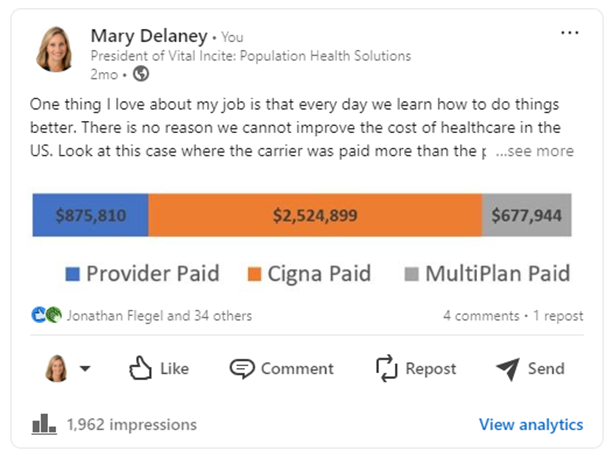 Mary Delaney • You
President of Vital Incite: Population Health Solutions
2mo •
One thing I love about my job is that every day we learn how to do things
better. There is no reason we cannot improve the cost of healthcare in the
US. Look at this case where the carrier was paid more than the ...see more
$875,810 $2,524,899 $677,944
Provider Paid Cigna Paid MultiPlan Paid
Jonathan Flegel and 34 others 4 comments • 1 repost
Like Comment Repost Send
1,962 impressions View analytics